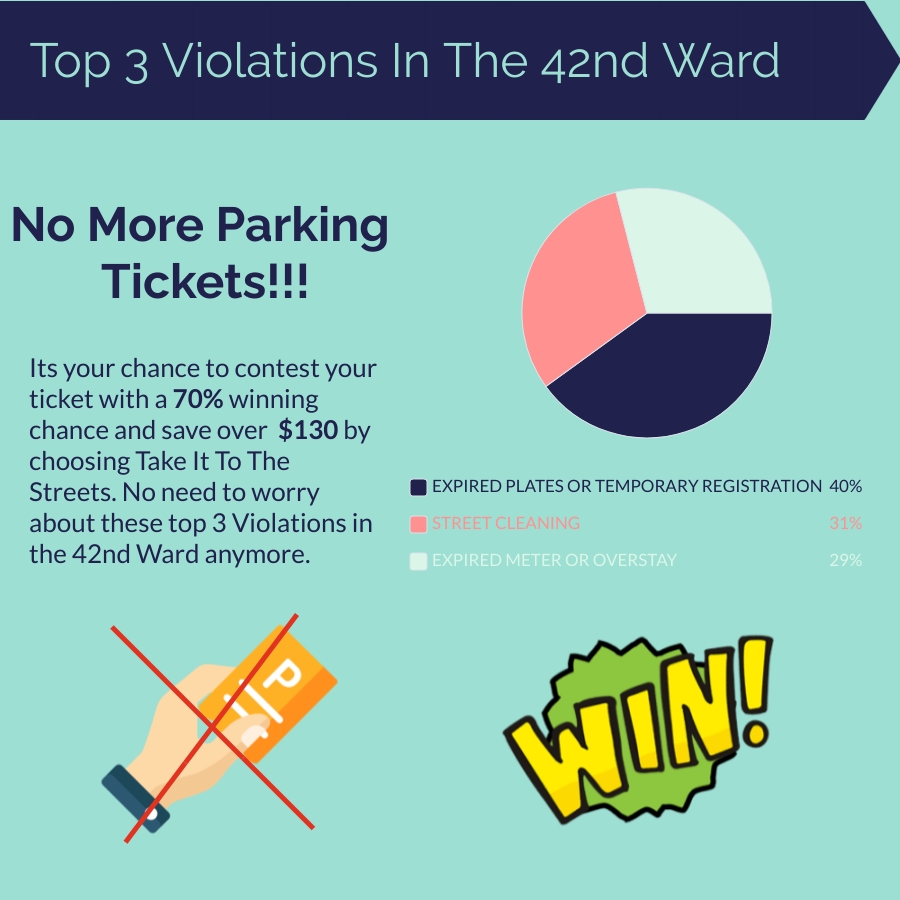 Top 3 Violations In The 42nd Ward
No More Parking
Tickets!!!
Its your chance to contest your
ticket with a 70% winning
chance and save over $130 by
choosing Take It To The
Streets. No need to worry
about these top 3 Violations in
the 42nd Ward anymore.
EXPIRED PLATES OR TEMPORARY REGISTRATION 40%
STREET CLEANING 31%
EXPIRED METER OR OVERSTAY 29%
P
WIN!